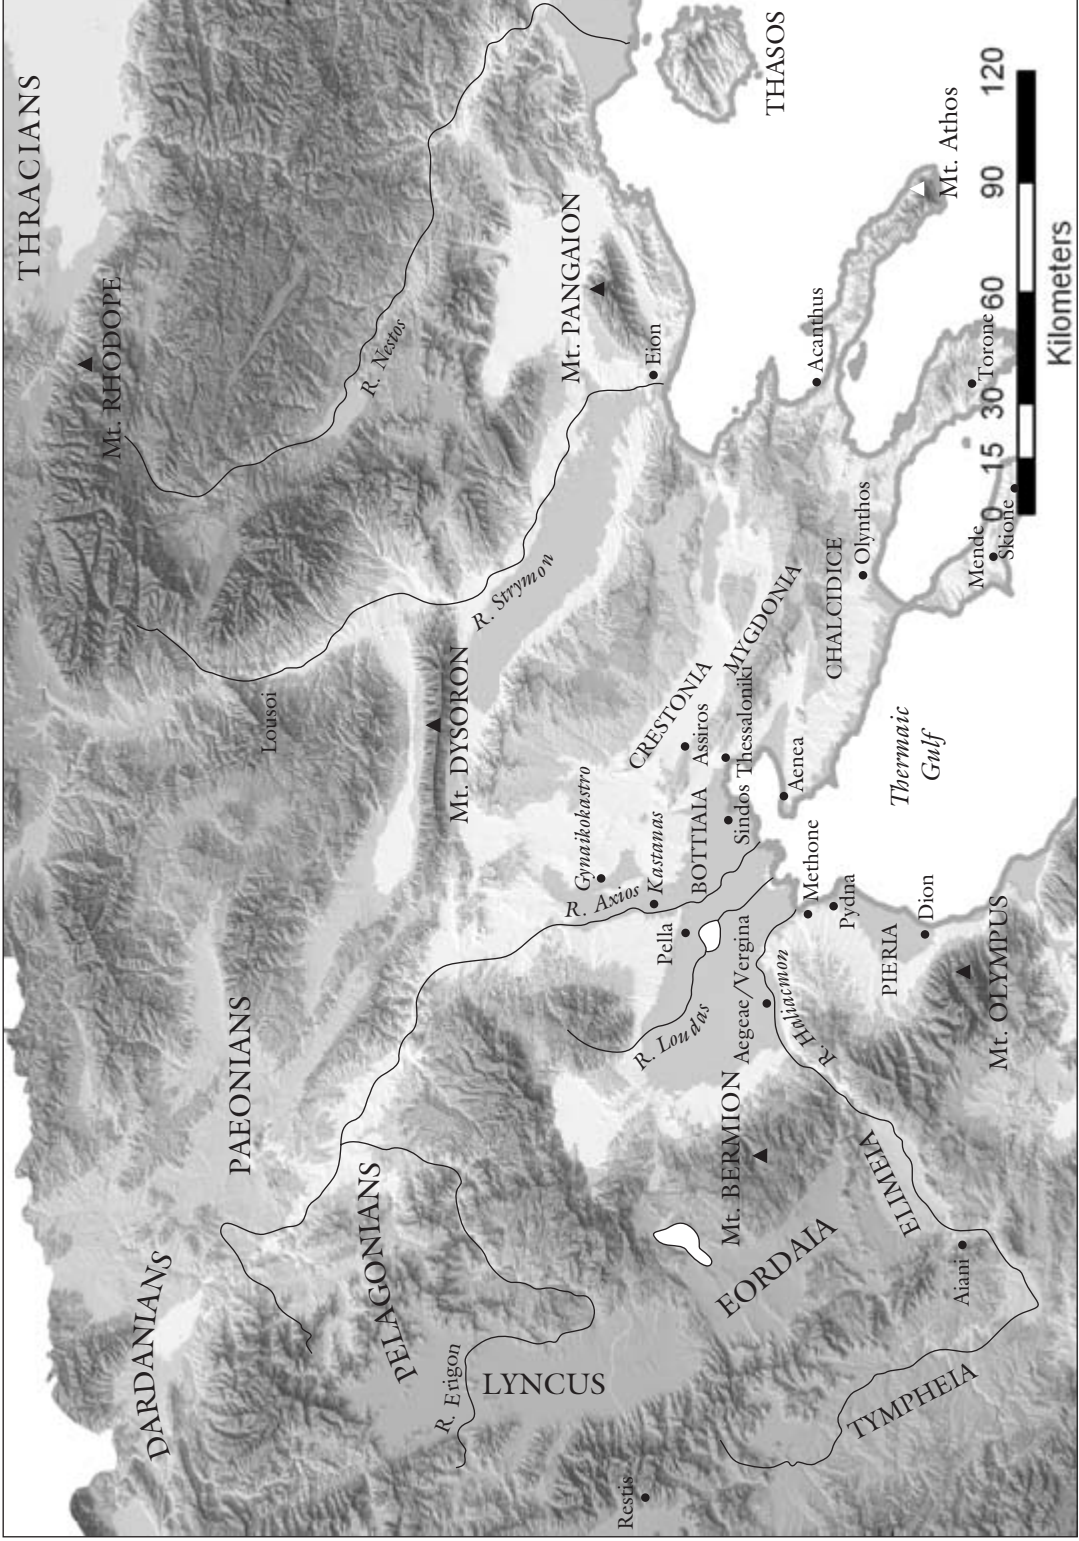 THRACIANS
Mt. RHODOPE
R. Nestos
THASOS
Mt. PANGAION
Eion
Mt. Athos
Acanthus
Torone
Lousoi
R. Strymon
Mt. DYSORON
CRESTONIA
MYGDONIA
Assiros
Thessaloniki
Sindos
Aenea
CHALCIDICE
Olynthos
Mende
Skione
Thermaic
Gulf
Gynaikokastro
Kastanas
R. Axios
BOTTIAIA
Pella
R. Loudas
Aegeae/Vergina
R. Haliacmon
Methone
Pydna
PIERIA
Dion
Mt. OLYMPUS
PAEONIANS
DARDANIANS
PELAGONIANS
R. Erigon
LYNCUS
Mt. BERMION
EORDAIA
ELIMEIA
Aiani
TYMPHEIA
Restis
0 15 30 60 90 120
Kilometers